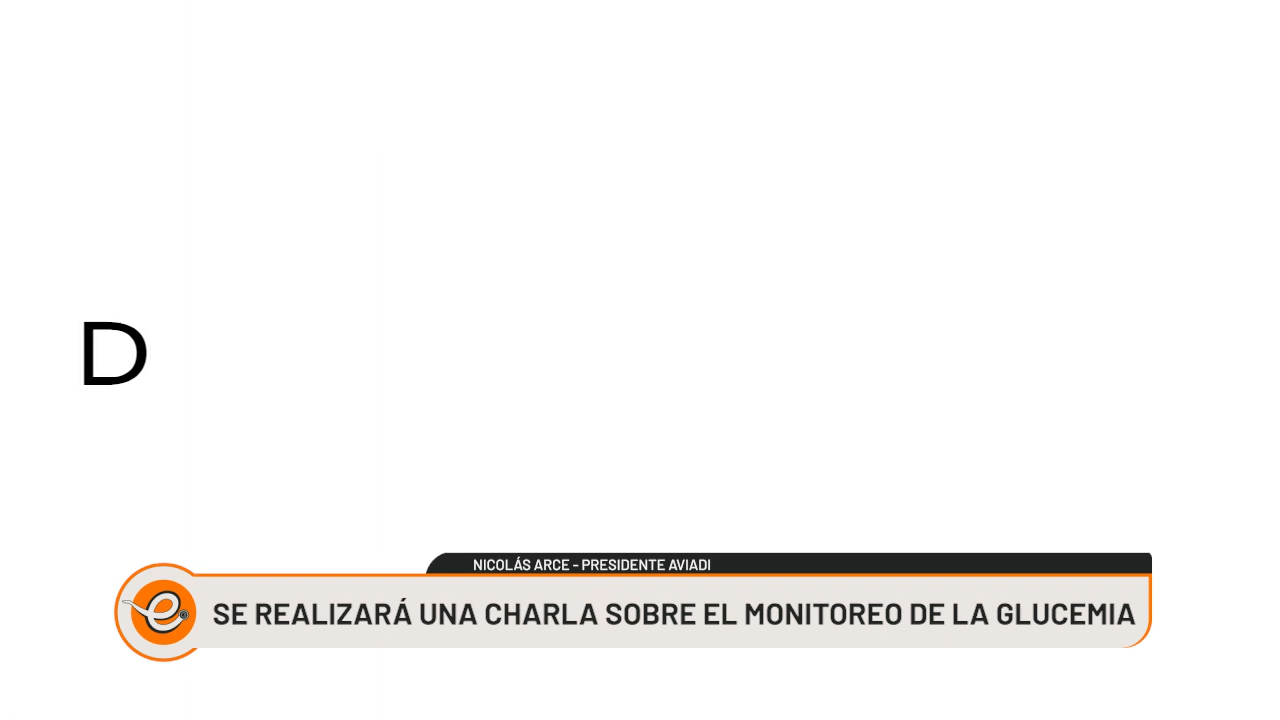 D
NICOLÁS ARCE - PRESIDENTE AVIADI
e
SE REALIZARÁ UNA CHARLA SOBRE EL MONITOREO DE LA GLUCEMIA